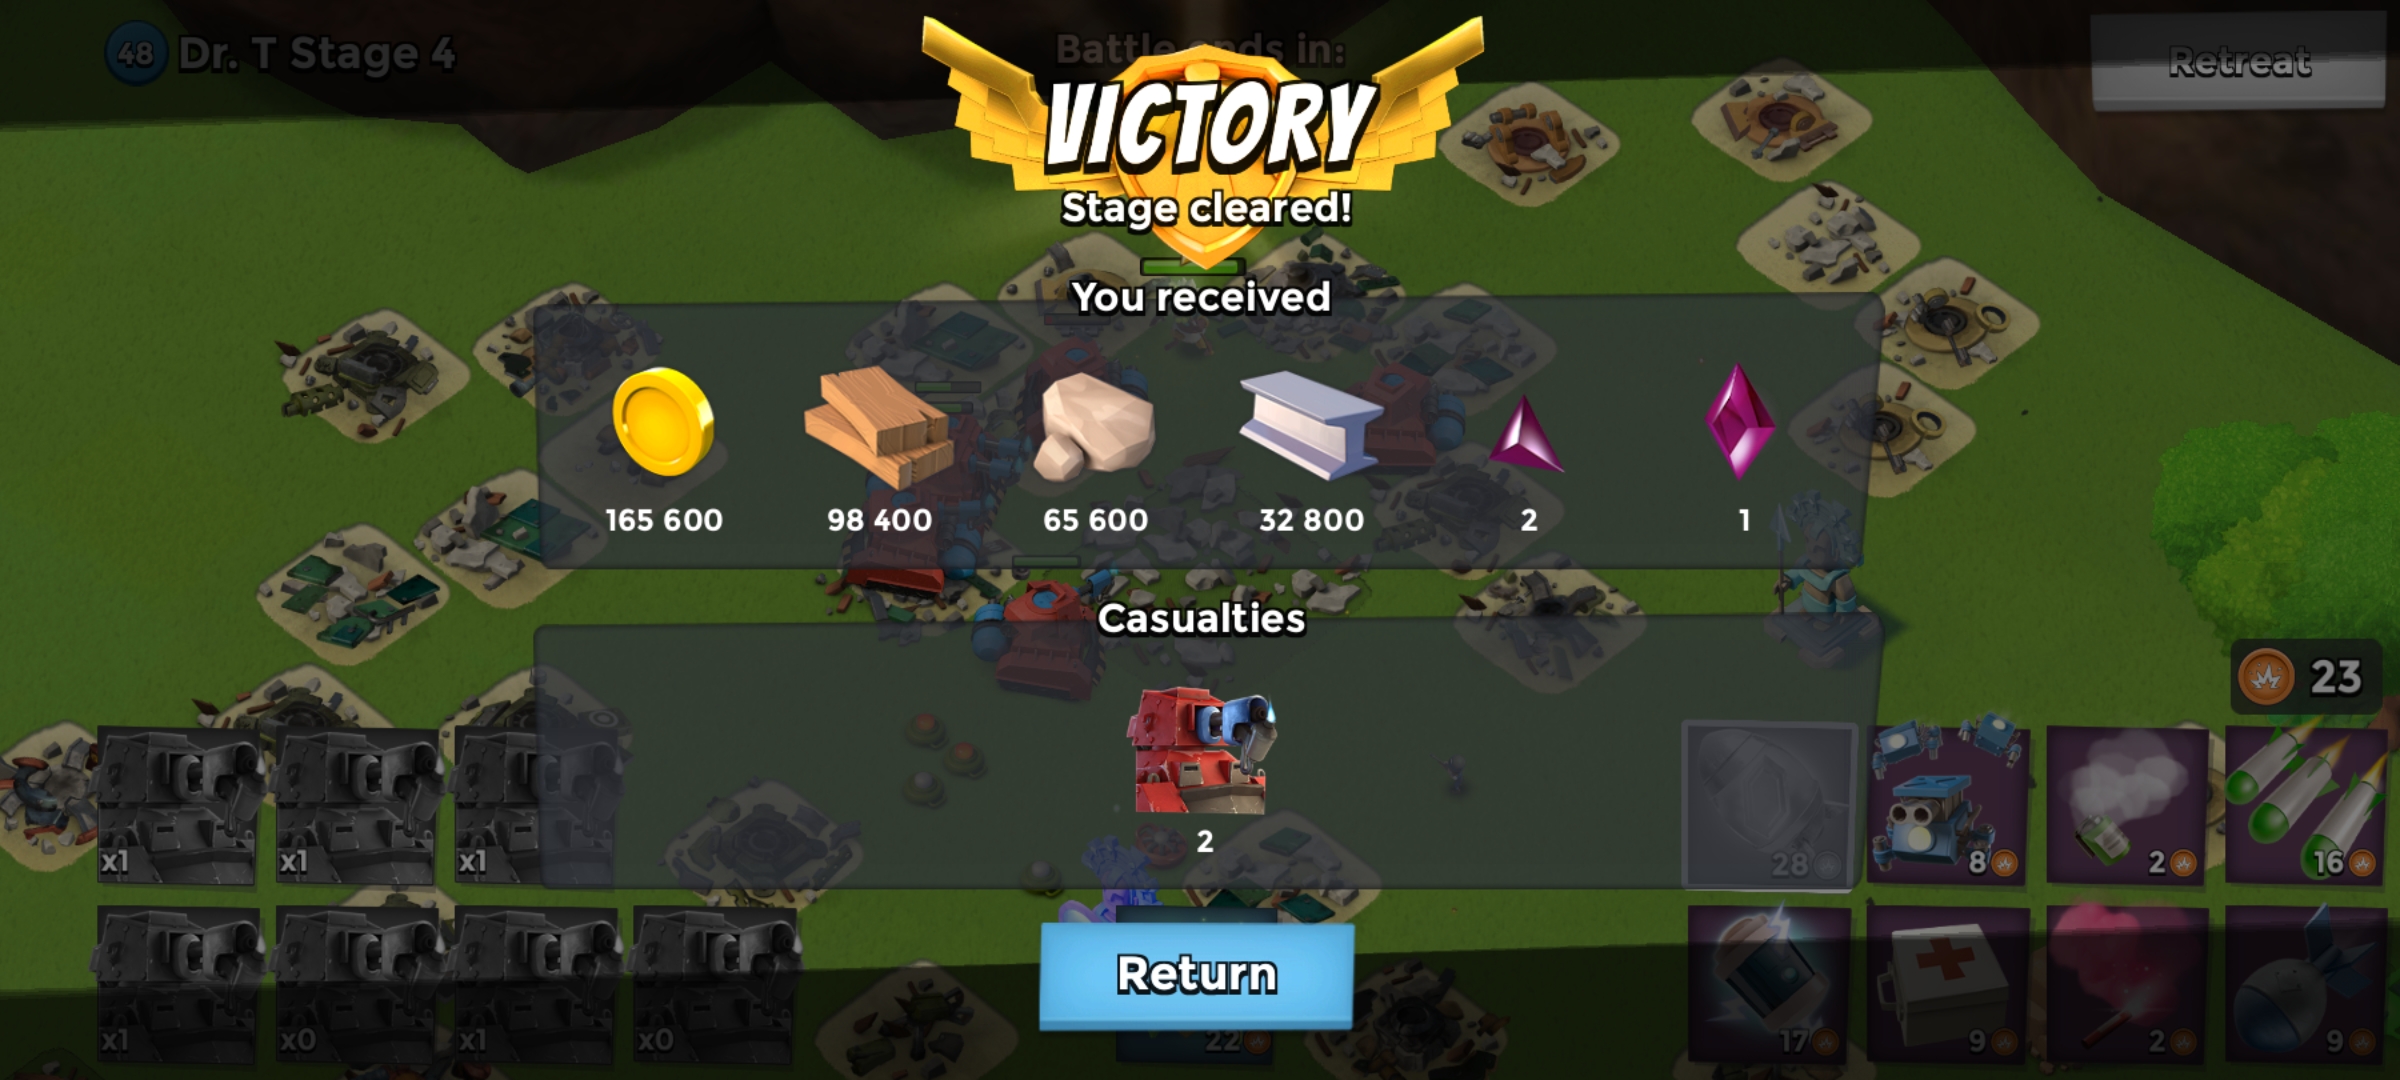 48 Dr. T Stage 4
Battle ends in:
Retreat
VICTORY
Stage cleared!
You received
165 600
98 400
65 600
32 800
2
1
Casualties
2
23
x1
x1
x1
28
8
2
16
x1
x0
x1
x0
Return
22
17
9
2
9